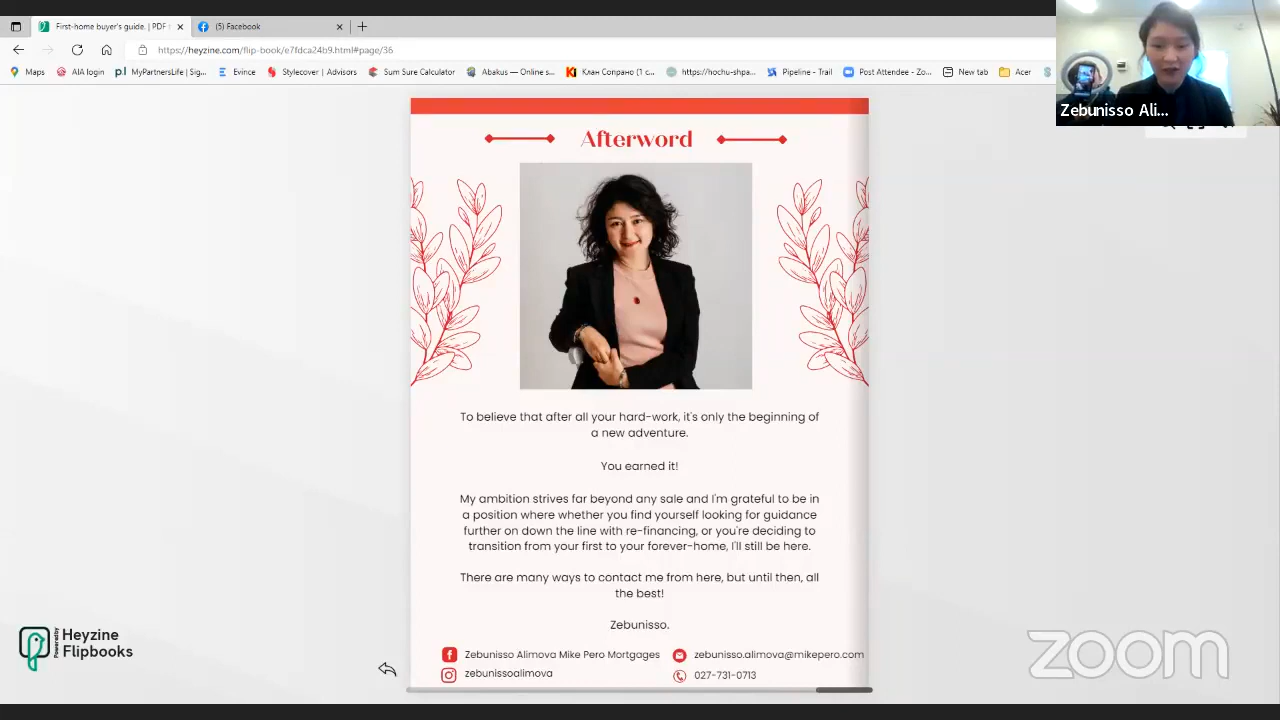 First-home buyer's guide. | PDF
(5) Facebook
https://heyzine.com/flip-book/e7fdca24b9.html#page/36
Maps
AIA login
MyPartnersLife | Sig...
Evince
Stylecover | Advisors
Sum Sure Calculator
Abakus — Online s...
Клан Сопрано (1 с...
https://hochu-shpa...
Pipeline - Trail
Post Attendee - Zo...
New tab
Acer
Zebunisso Ali...
Afterword
To believe that after all your hard-work, it's only the beginning of
a new adventure.
You earned it!
My ambition strives far beyond any sale and I'm grateful to be in
a position where whether you find yourself looking for guidance
further on down the line with re-financing, or you're deciding to
transition from your first to your forever-home, I'll still be here.
There are many ways to contact me from here, but until then, all
the best!
Zebunisso.
Zebunisso Alimova Mike Pero Mortgages
zebunisso.alimova@mikepero.com
zebunissoalimova
027-731-0713
Powered by
Heyzine
Flipbooks
zoom